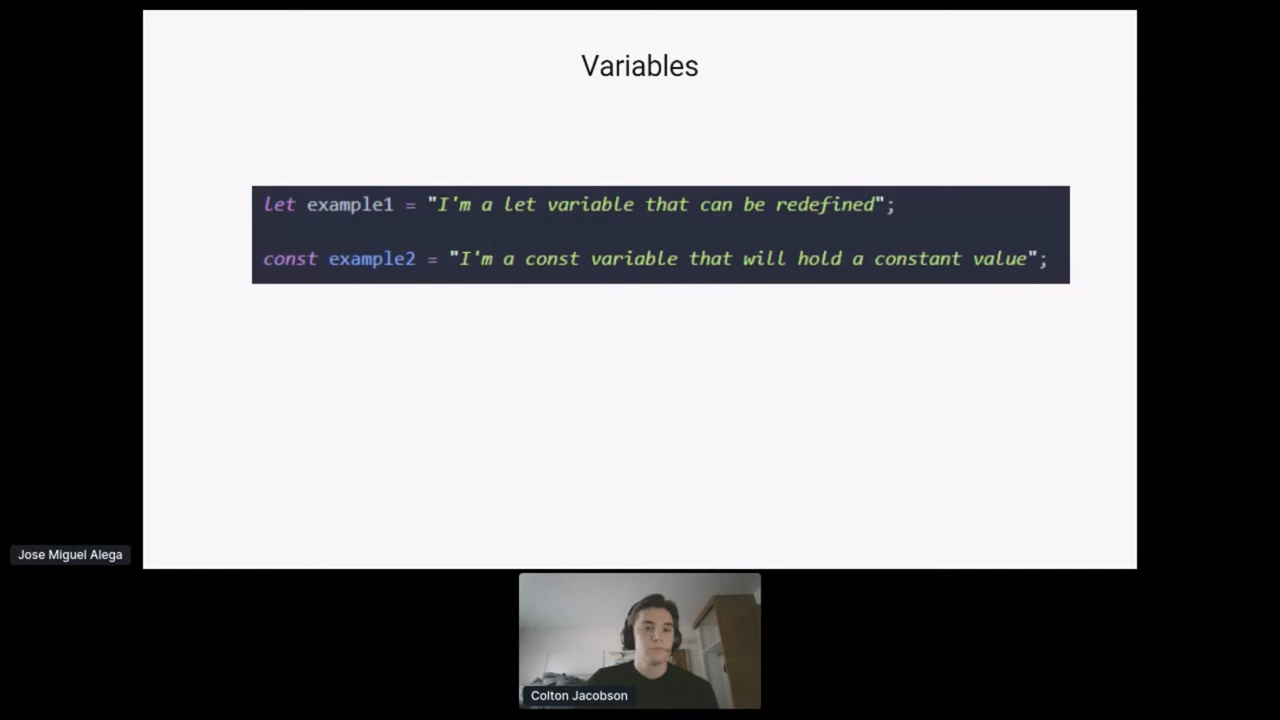 Variables
let example1 = "I'm a let variable that can be redefined";
const example2 = "I'm a const variable that will hold a constant value";
Jose Miguel Alega
Colton Jacobson